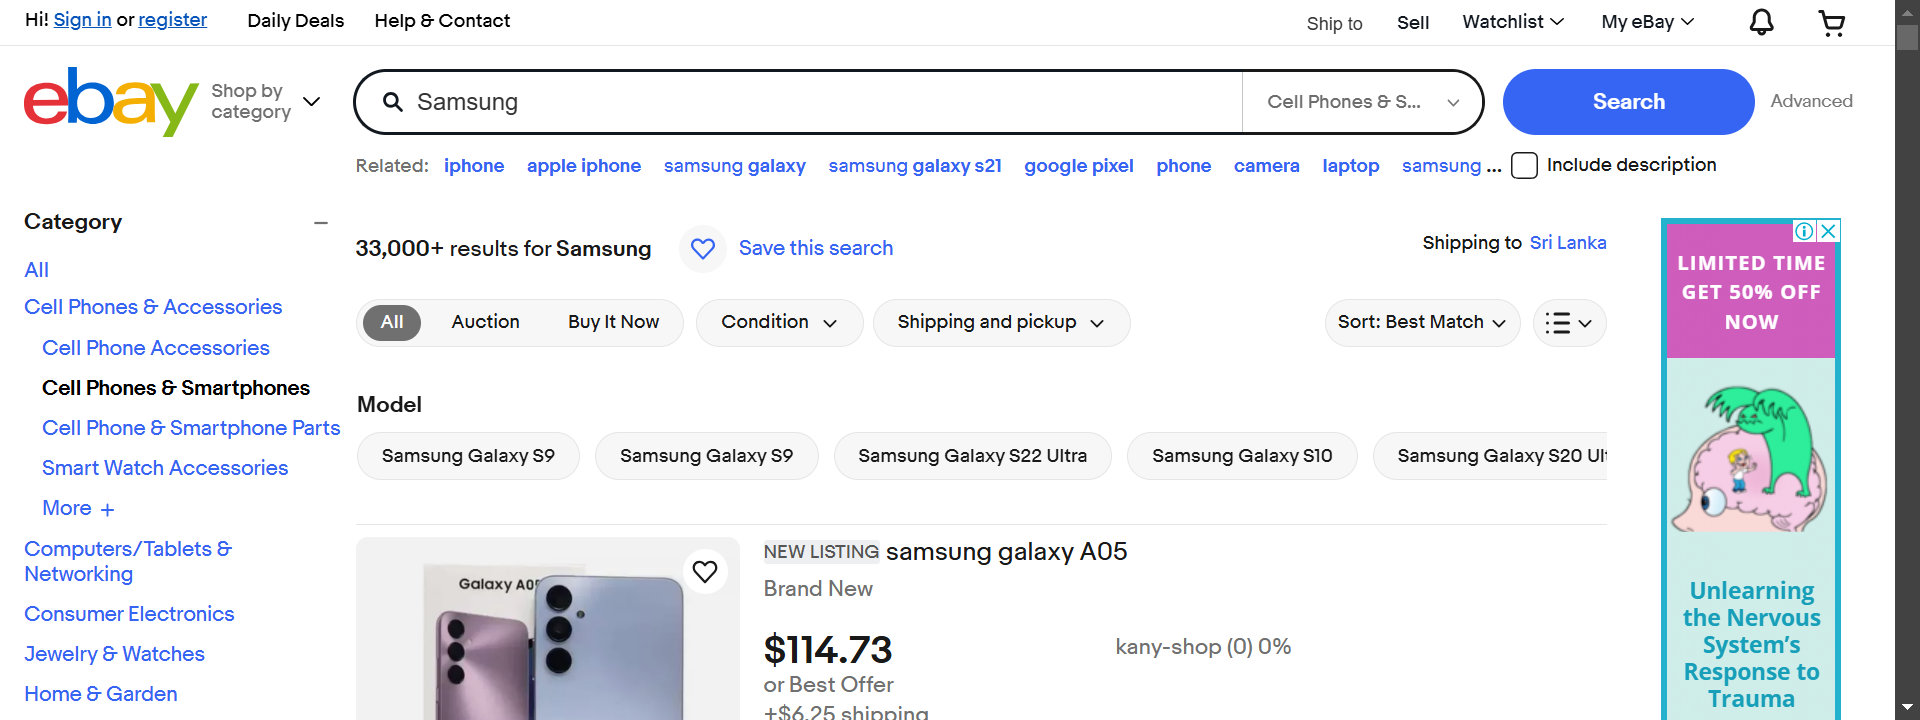 Hi! Sign in or register
Daily Deals
Help & Contact
Ship to
Sell
Watchlist
My eBay
ebay
Shop by
category
Samsung
Cell Phones & S...
Search
Advanced
Related: iphone apple iphone samsung galaxy samsung galaxy s21 google pixel phone camera laptop samsung ...
Include description
Category
All
Cell Phones & Accessories
Cell Phone Accessories
Cell Phones & Smartphones
Cell Phone & Smartphone Parts
Smart Watch Accessories
More +
Computers/Tablets &
Networking
Consumer Electronics
Jewelry & Watches
Home & Garden
33,000+ results for Samsung
Save this search
Shipping to Sri Lanka
All
Auction
Buy It Now
Condition
Shipping and pickup
Sort: Best Match
Model
Samsung Galaxy S9
Samsung Galaxy S9
Samsung Galaxy S22 Ultra
Samsung Galaxy S10
Samsung Galaxy S20
Galaxy A05
NEW LISTING samsung galaxy A05
Brand New
$114.73
or Best Offer
+$6.25 shipping
kany-shop (0) 0%
LIMITED TIME
GET 50% OFF
NOW
Unlearning
the Nervous
System's
Response to
Trauma